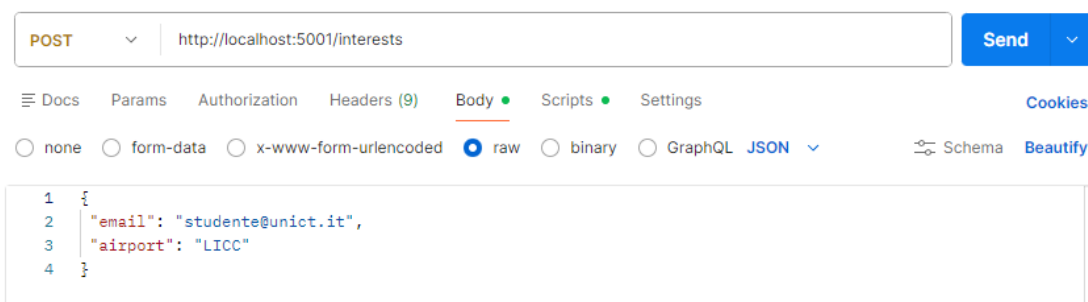 POST http://localhost:5001/interests Send
Docs Params Authorization Headers (9) Body Scripts Settings Cookies
none form-data x-www-form-urlencoded raw binary GraphQL JSON Schema Beautify
1 {
2 "email": "studente@unict.it",
3 "airport": "LICC"
4 }